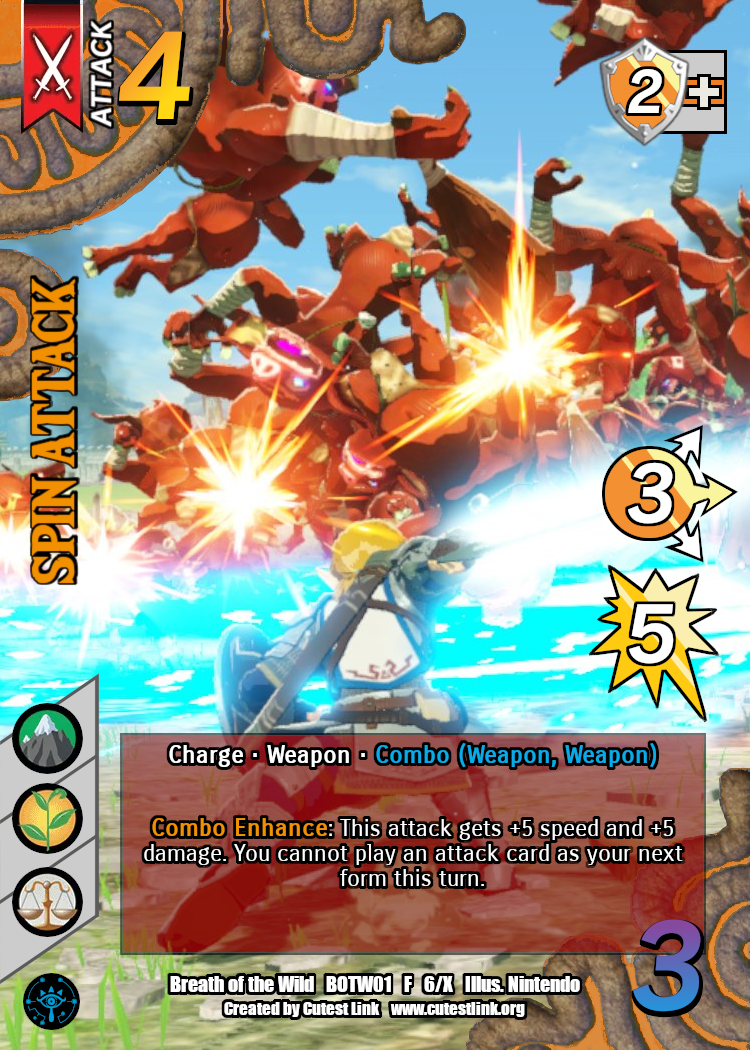 ATTACK
4
2
+
SPIN ATTACK
3
5
Charge · Weapon · Combo (Weapon, Weapon)
Combo Enhance: This attack gets +5 speed and +5
damage. You cannot play an attack card as your next
form this turn.
3
Breath of the Wild BOTW01 F 6/X Illus. Nintendo
Created by Cutest Link www.cutestlink.org